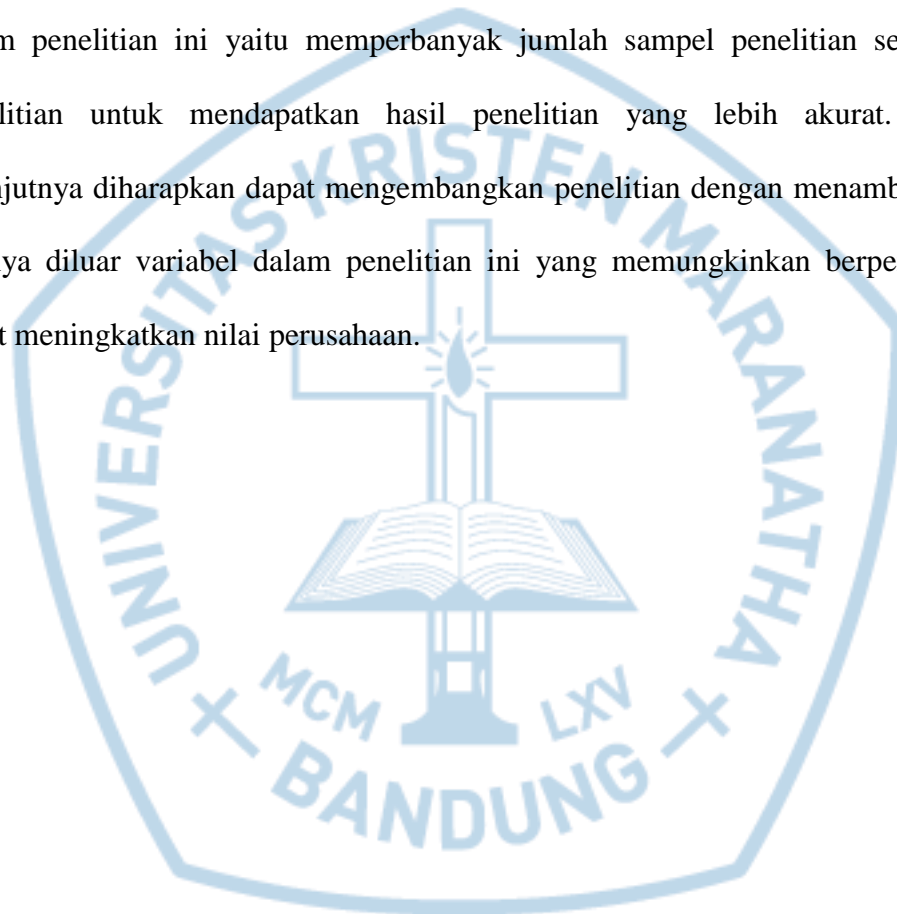 m penelitian ini yaitu memperbanyak jumlah sampel penelitian se
litian untuk mendapatkan hasil penelitian yang lebih akurat.
jutnya diharapkan dapat mengembangkan penelitian dengan menamb
ya diluar variabel dalam penelitian ini yang memungkinkan berpe
t meningkatkan nilai perusahaan.
UNIVERSITAS KRISTEN MARANATHA
MCM LXV
BANDUNG